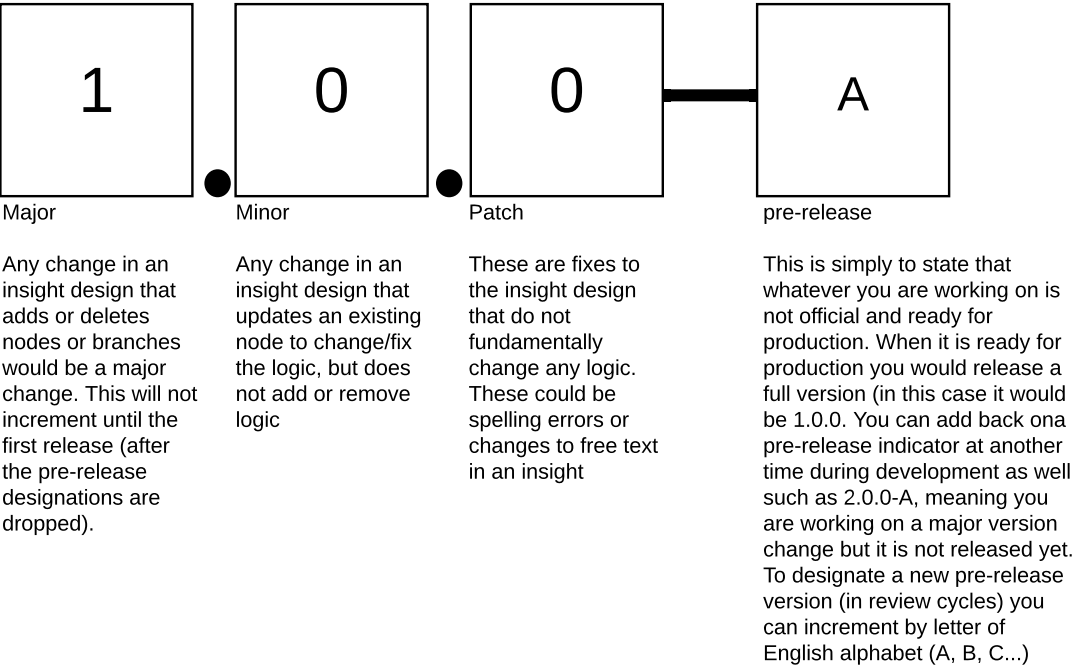 1
0
0
A
Major
Any change in an
insight design that
adds or deletes
nodes or branches
would be a major
change. This will not
increment until the
first release (after
the pre-release
designations are
dropped).
Minor
Any change in an
insight design that
updates an existing
node to change/fix
the logic, but does
not add or remove
logic
Patch
These are fixes to
the insight design
that do not
fundamentally
change any logic.
These could be
spelling errors or
changes to free text
in an insight
pre-release
This is simply to state that
whatever you are working on is
not official and ready for
production. When it is ready for
production you would release a
full version (in this case it would
be 1.0.0. You can add back ona
pre-release indicator at another
time during development as well
such as 2.0.0-A, meaning you
are working on a major version
change but it is not released yet.
To designate a new pre-release
version (in review cycles) you
can increment by letter of
English alphabet (A, B, C...)